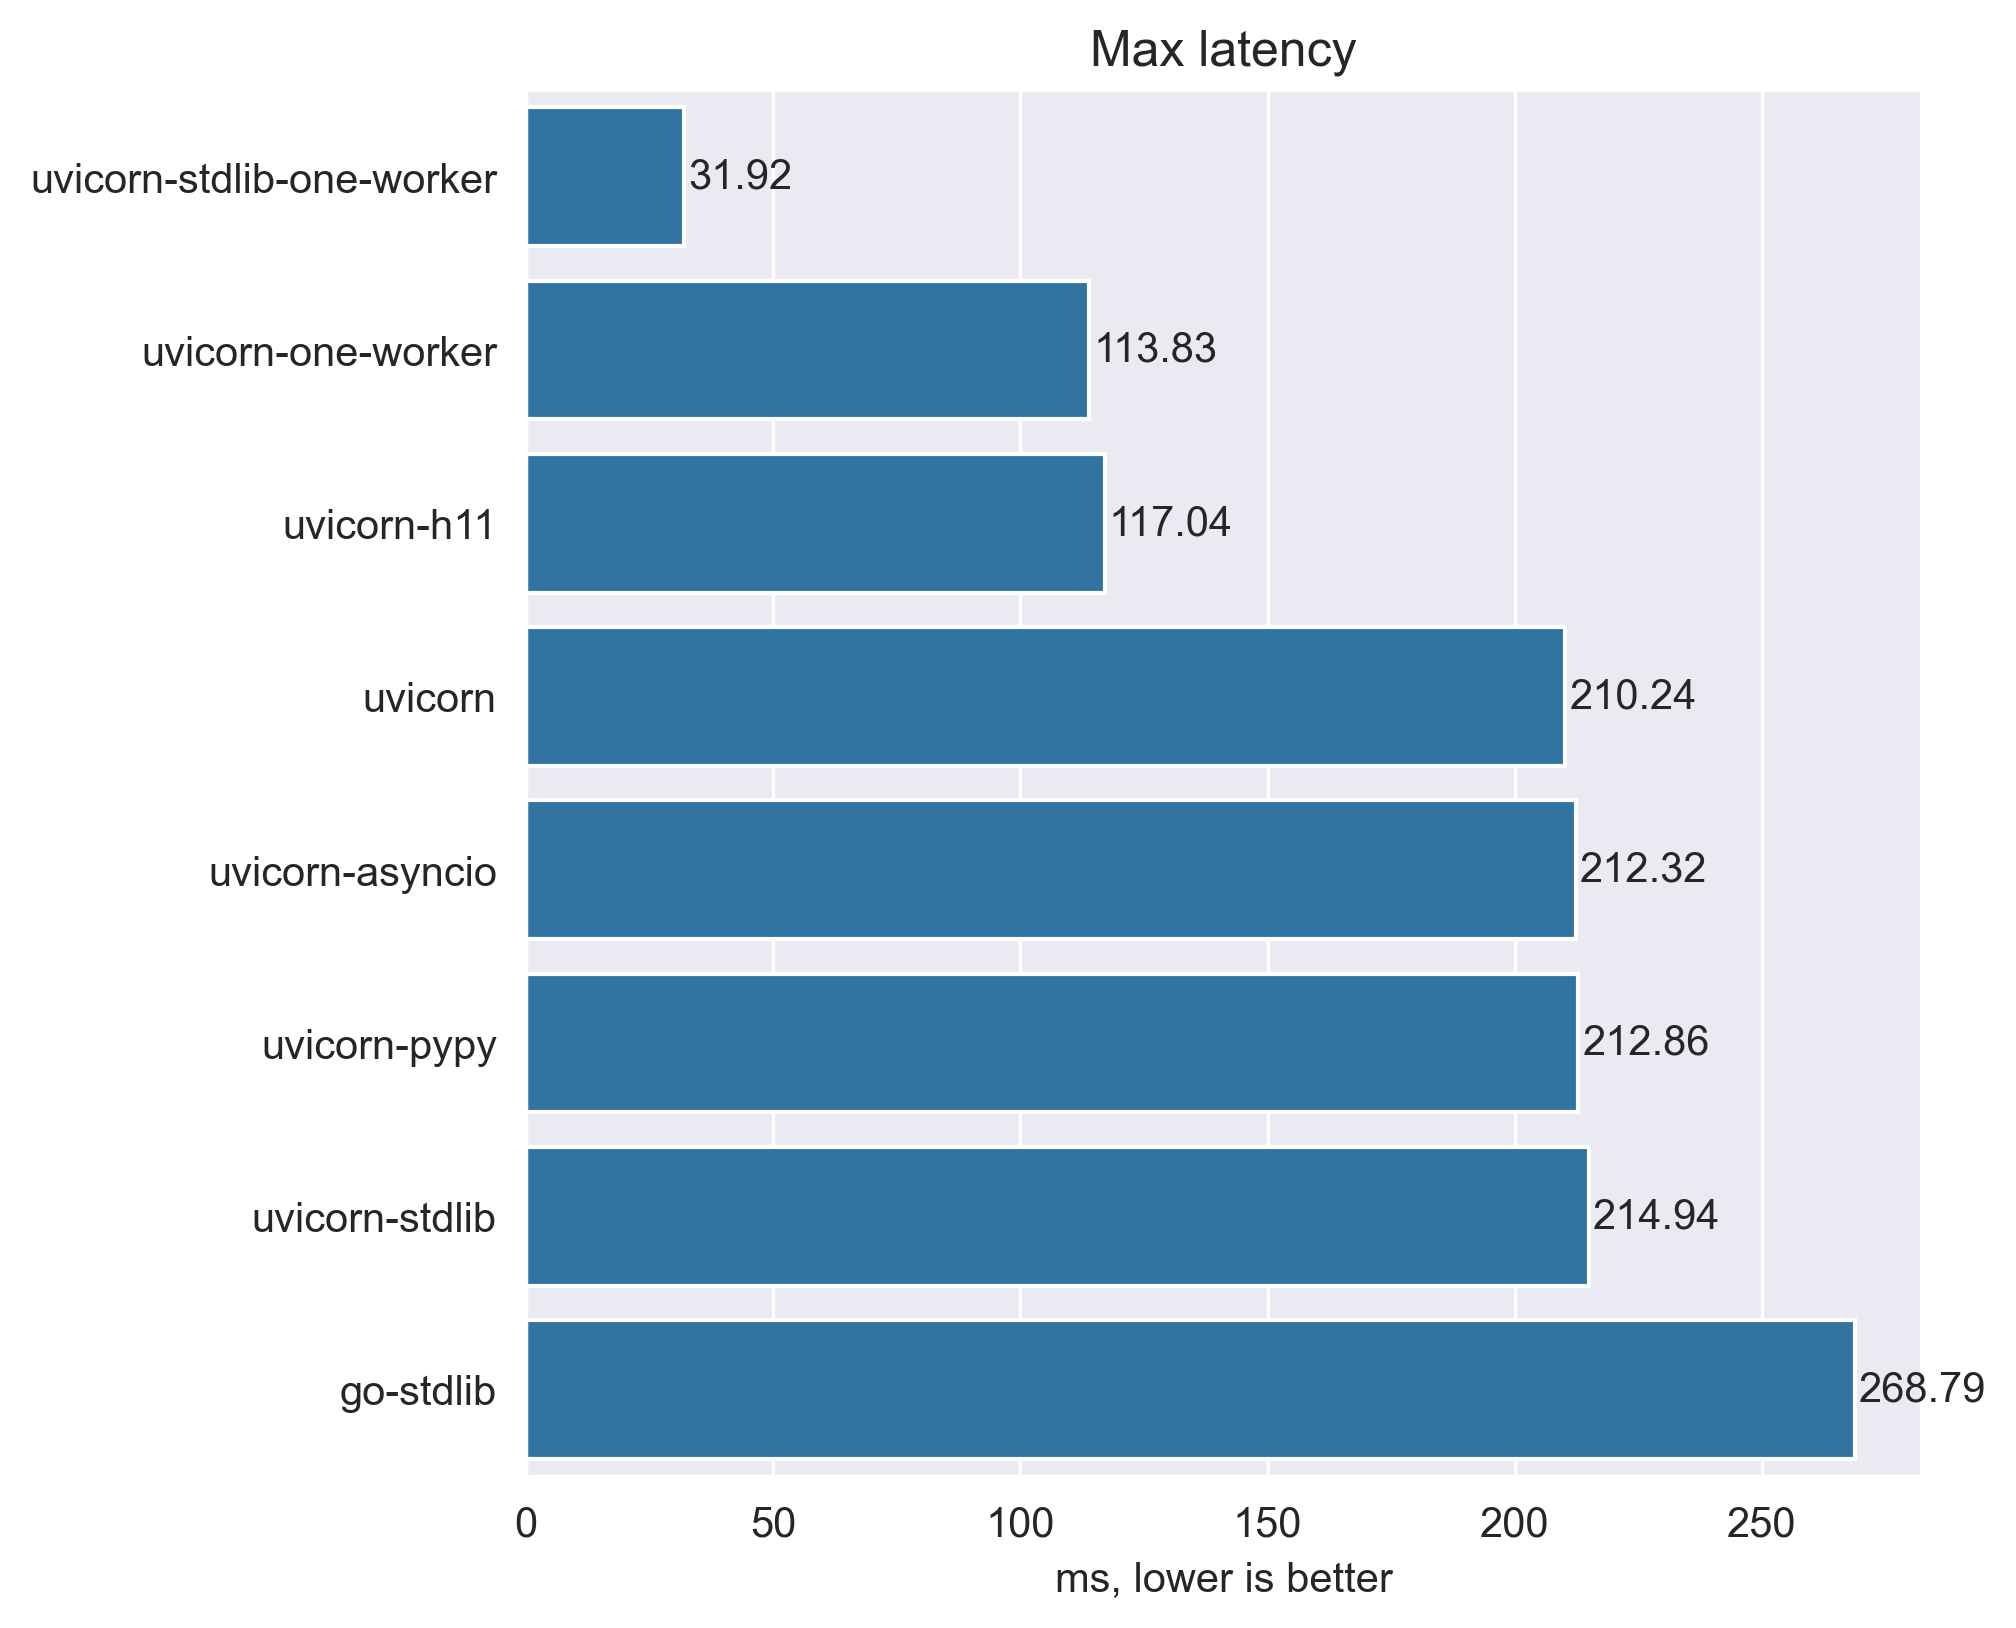 Max latency
uvicorn-stdlib-one-worker 31.92
uvicorn-one-worker 113.83
uvicorn-h11 117.04
uvicorn 210.24
uvicorn-asyncio 212.32
uvicorn-pypy 212.86
uvicorn-stdlib 214.94
go-stdlib 268.79
0 50 100 150 200 250
ms, lower is better